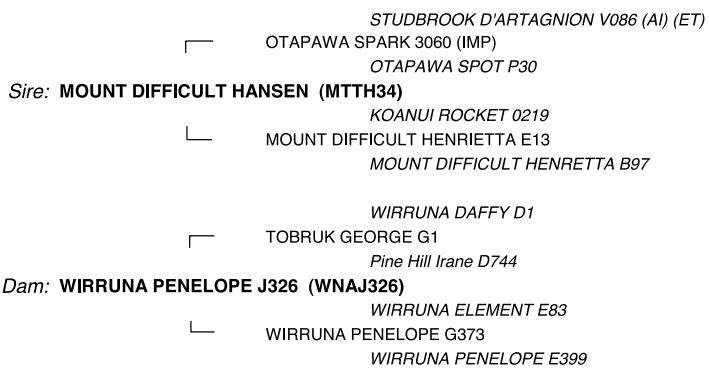 STUDBROOK D'ARTAGNION V086 (AI) (ET)
OTAPAWA SPARK 3060 (IMP)
OTAPAWA SPOT P30
Sire: MOUNT DIFFICULT HANSEN (MTTH34)
KOANUI ROCKET 0219
MOUNT DIFFICULT HENRIETTA E13
MOUNT DIFFICULT HENRETTA B97
WIRRUNA DAFFY D1
TOBRUK GEORGE G1
Pine Hill Irane D744
Dam: WIRRUNA PENELOPE J326 (WNAJ326)
WIRRUNA ELEMENT E83
WIRRUNA PENELOPE G373
WIRRUNA PENELOPE E399